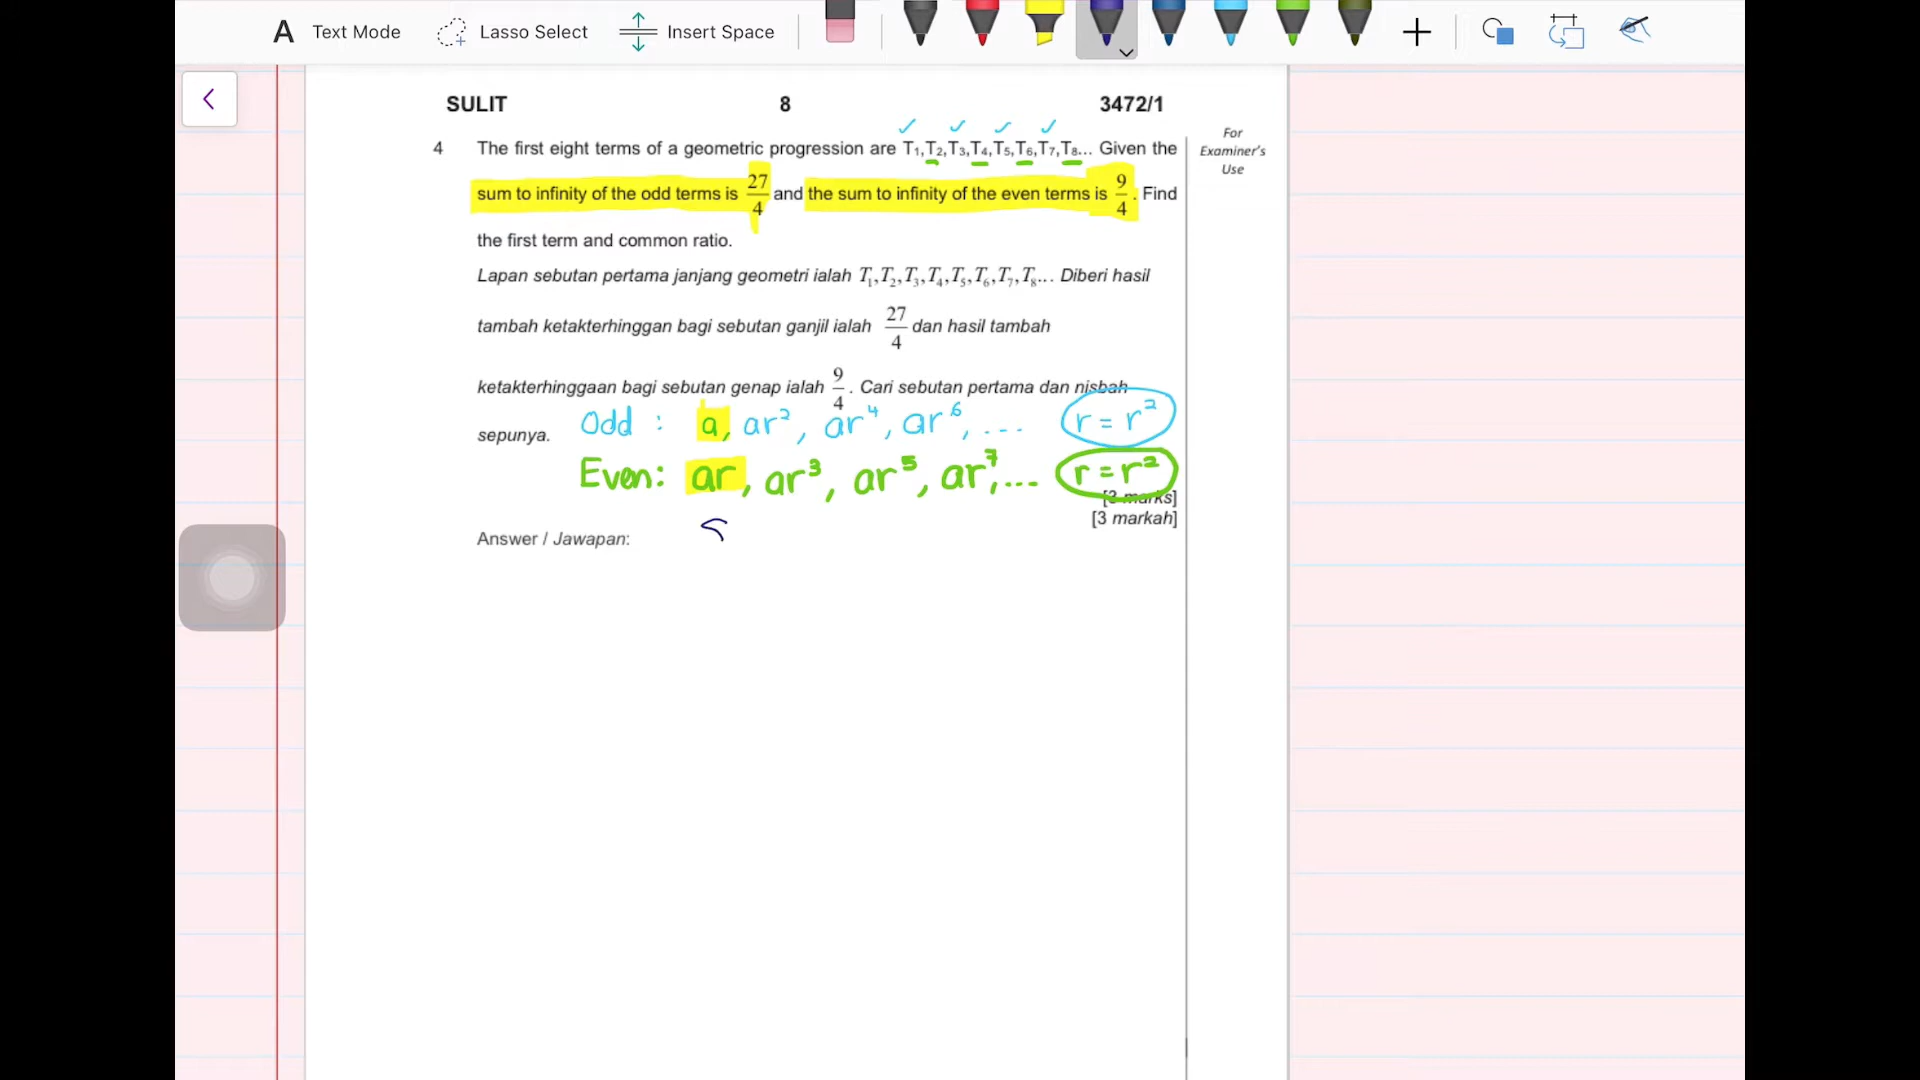 Text Mode Lasso Select Insert Space
SULIT 8 3472/1
For
Examiner's
Use
4 The first eight terms of a geometric progression are T₁,T₂,T₃,T₄,T₅,T₆,T₇,T₈... Given the
sum to infinity of the odd terms is 27/4 and the sum to infinity of the even terms is 9/4. Find
the first term and common ratio.
Lapan sebutan pertama janjang geometri ialah T₁,T₂,T₃,T₄,T₅,T₆,T₇,T₈... Diberi hasil
tambah ketakterhinggan bagi sebutan ganjil ialah 27/4 dan hasil tambah
ketakterhinggaan bagi sebutan genap ialah 9/4. Cari sebutan pertama dan nisbah
sepunya.
Odd : a, ar², ar⁴, ar⁶, ... r = r²
Even: ar, ar³, ar⁵, ar⁷, ... r = r²
[3 marks]
[3 markah]
Answer / Jawapan: